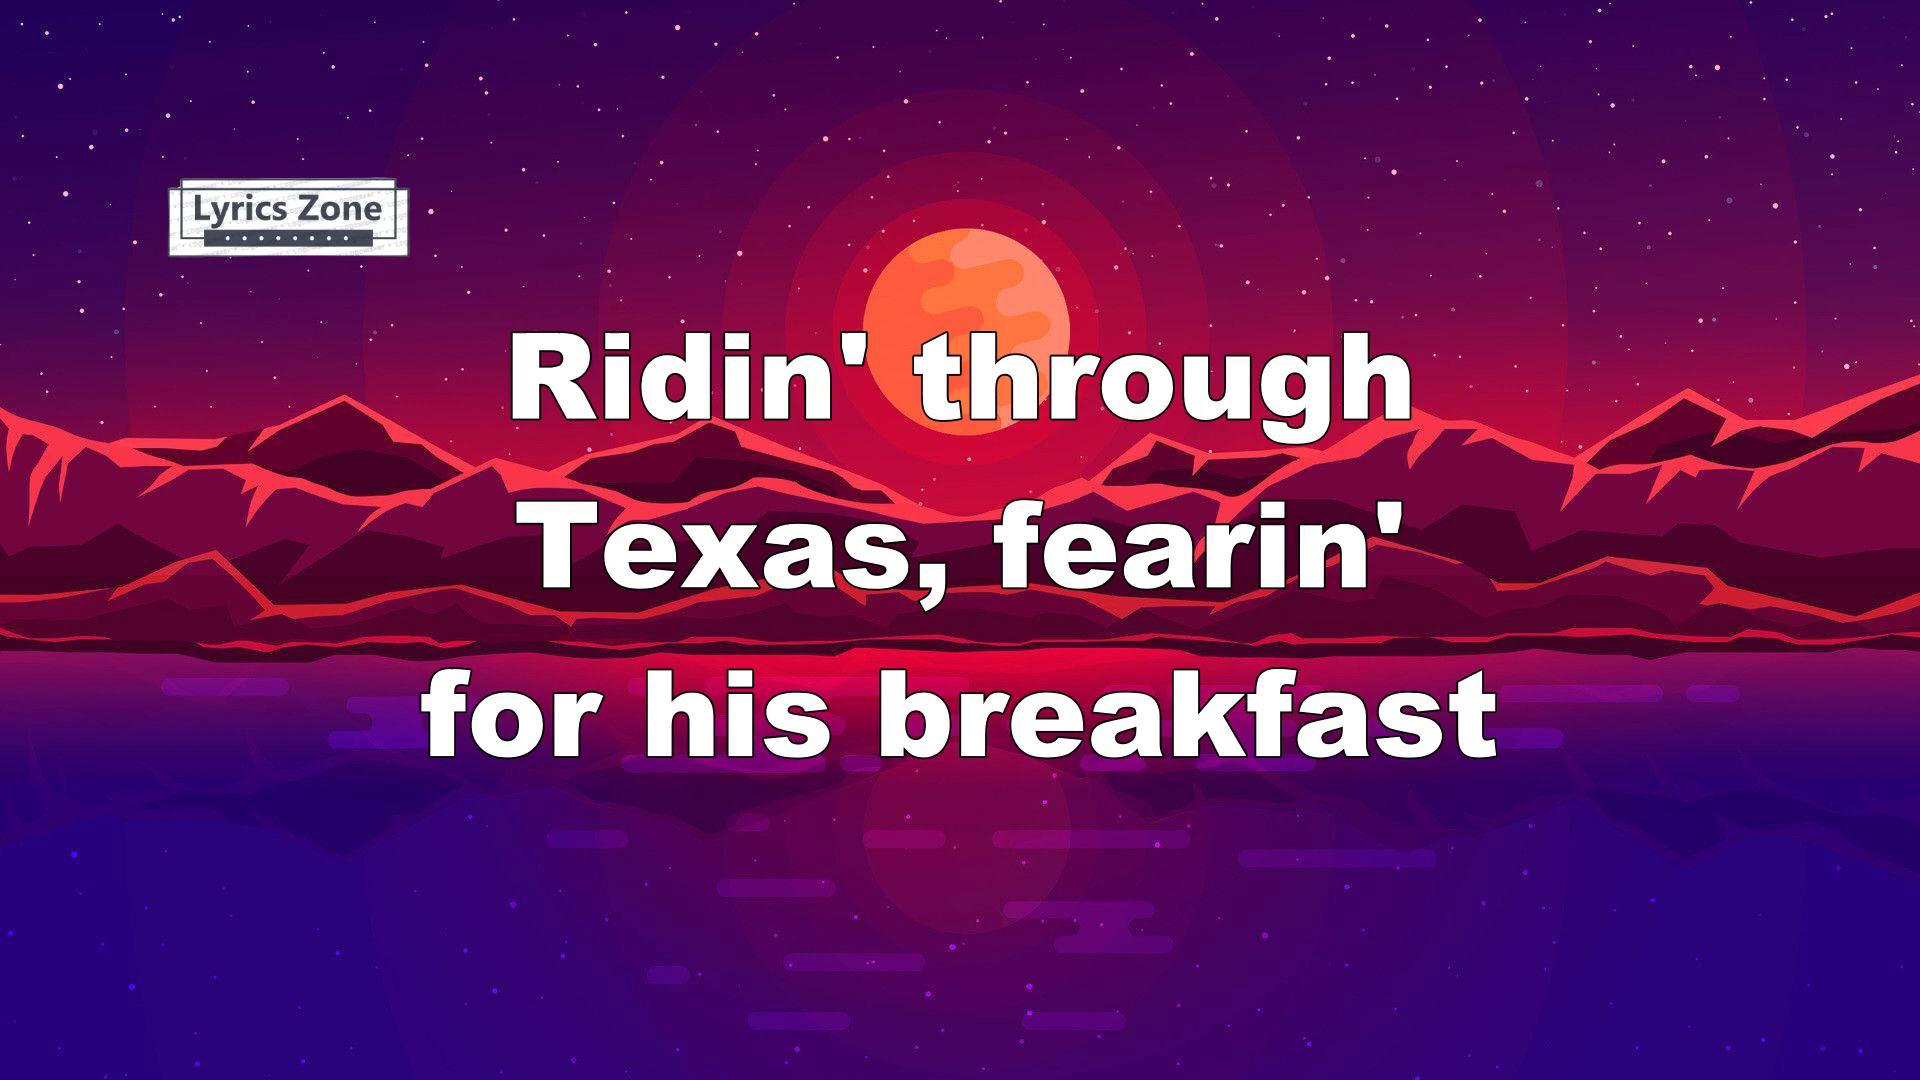 Lyrics Zone
Ridin' through
Texas, fearin'
for his breakfast